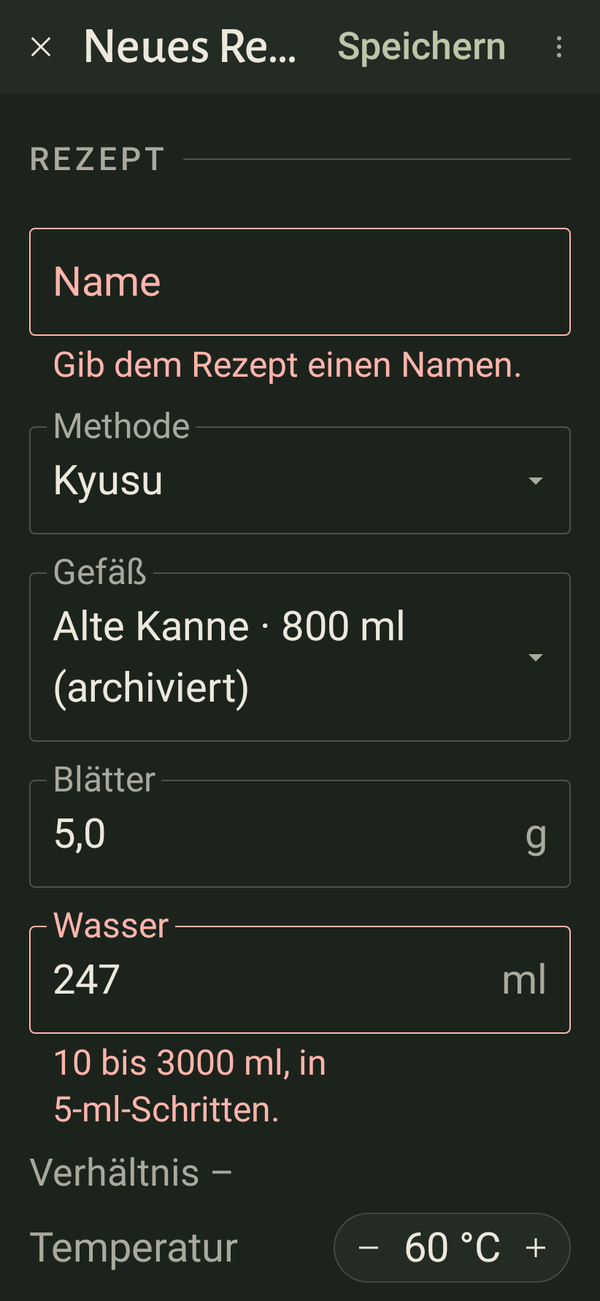 Neues Re...
Speichern
REZEPT
Name
Gib dem Rezept einen Namen.
Methode
Kyusu
Gefäß
Alte Kanne · 800 ml
(archiviert)
Blätter
5,0 g
Wasser
247 ml
10 bis 3000 ml, in
5-ml-Schritten.
Verhältnis –
Temperatur − 60 °C +